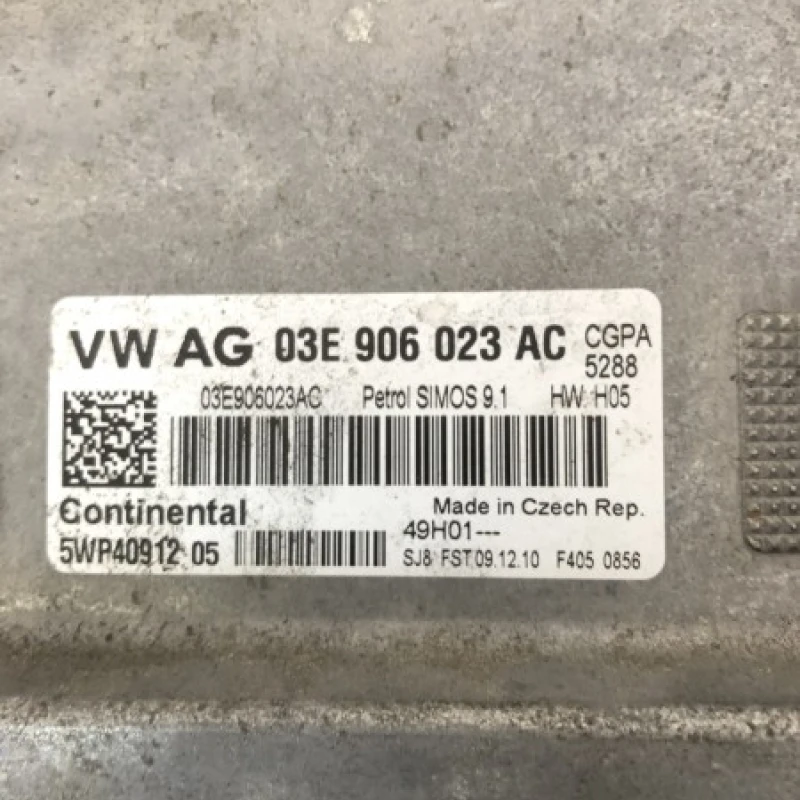 VW AG 03E 906 023 AC CGPA
5288
03E906023AC Petrol SIMOS 9.1 HW H05
Continental Made in Czech Rep.
49H01---
5WP40912 05 SJ8 FST 09.12.10 F405 0856